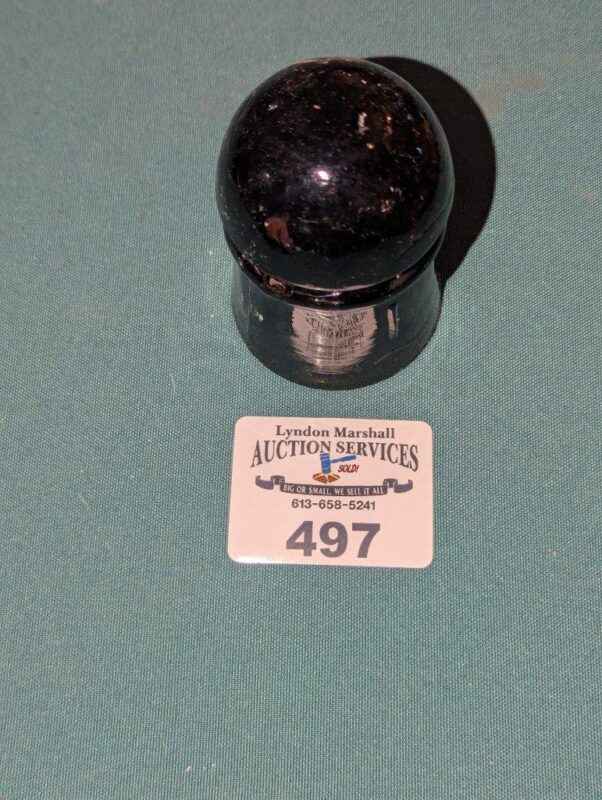 Lyndon Marshall
AUCTION SERVICES
SOLD!
BIG OR SMALL, WE SELL IT ALL
613-658-5241
497